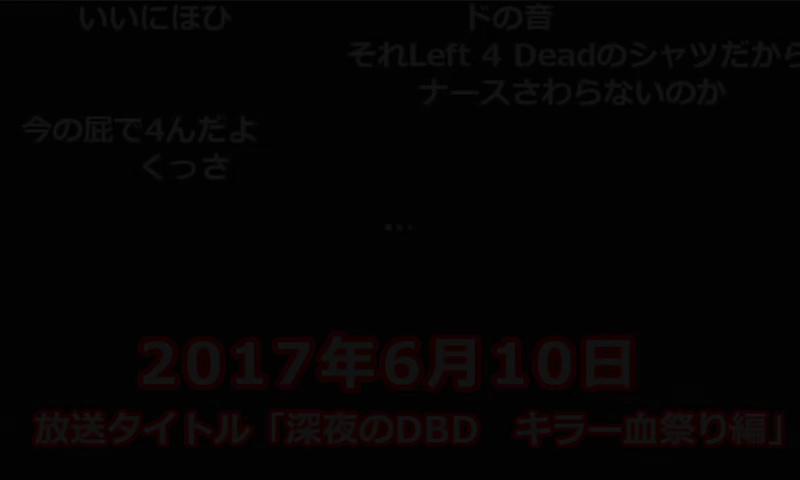 いいにほひ
ドの音
それLeft 4 Deadのシャツだから
ナースさわらないのか
今の屁で4んだよ
くっさ
…
2017年6月10日
放送タイトル「深夜のDBD　キラー血祭り編」